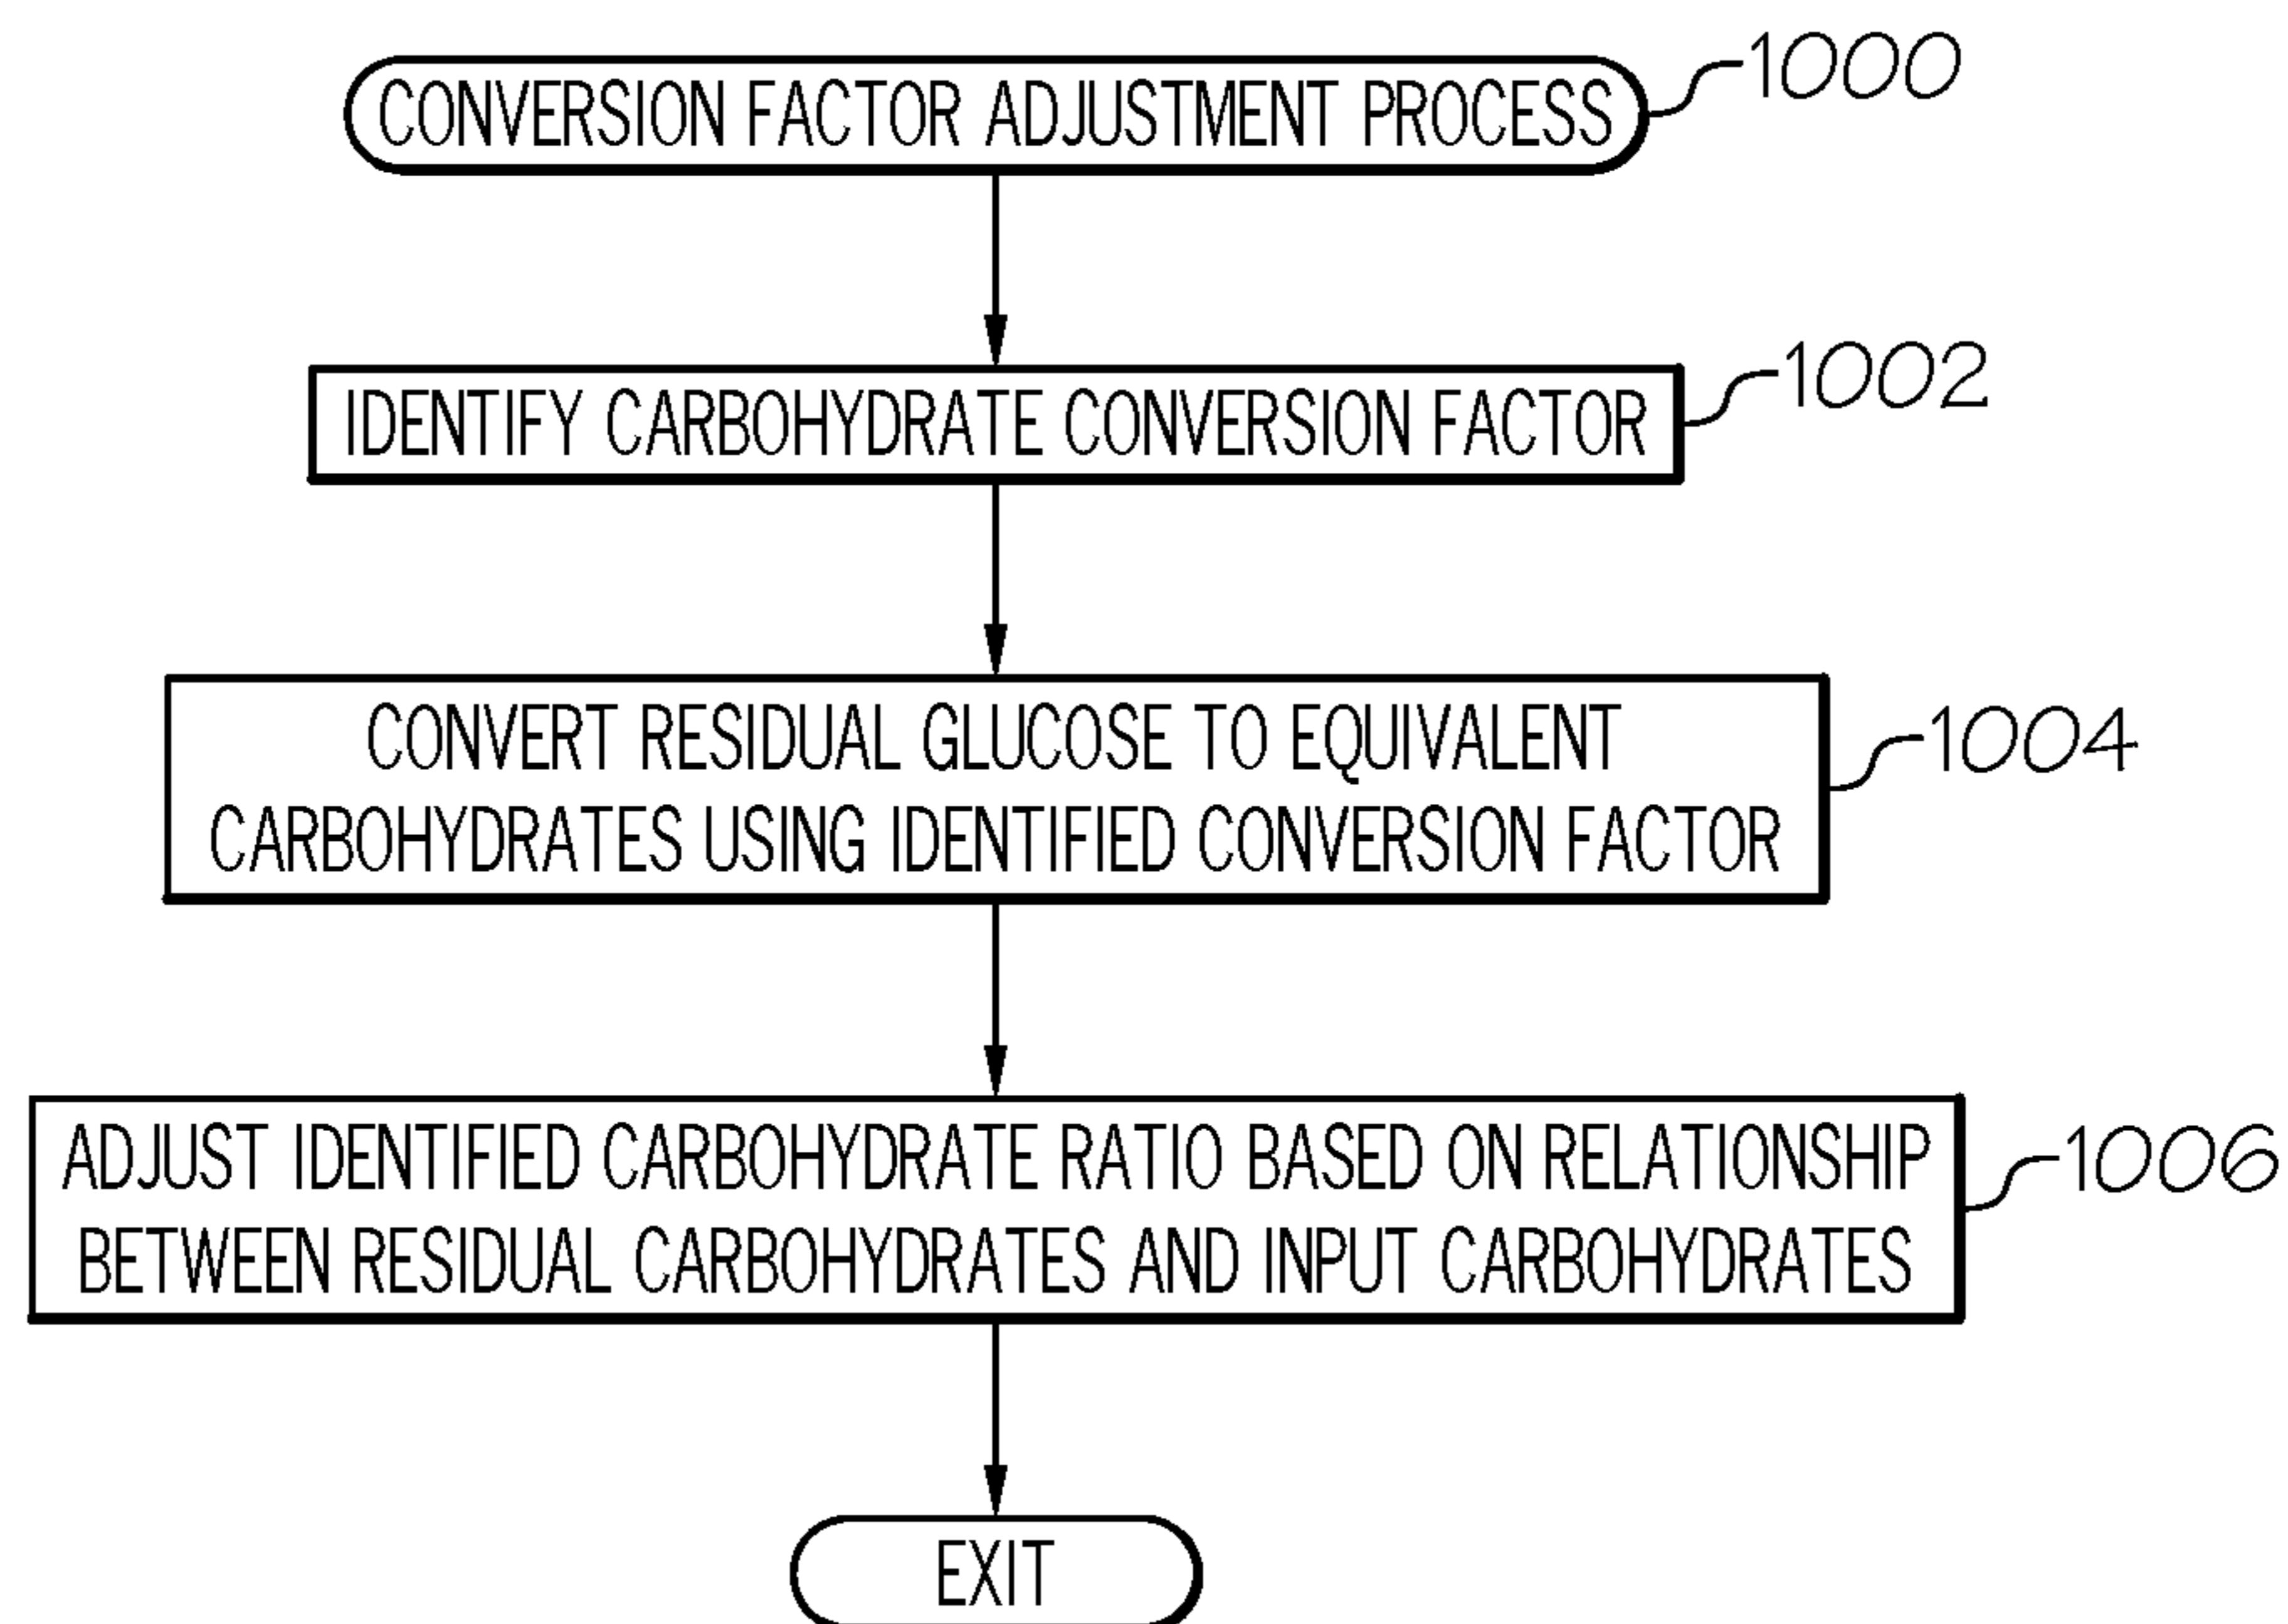 CONVERSION FACTOR ADJUSTMENT PROCESS
1000
IDENTIFY CARBOHYDRATE CONVERSION FACTOR
1002
CONVERT RESIDUAL GLUCOSE TO EQUIVALENT
CARBOHYDRATES USING IDENTIFIED CONVERSION FACTOR
1004
ADJUST IDENTIFIED CARBOHYDRATE RATIO BASED ON RELATIONSHIP
BETWEEN RESIDUAL CARBOHYDRATES AND INPUT CARBOHYDRATES
1006
EXIT